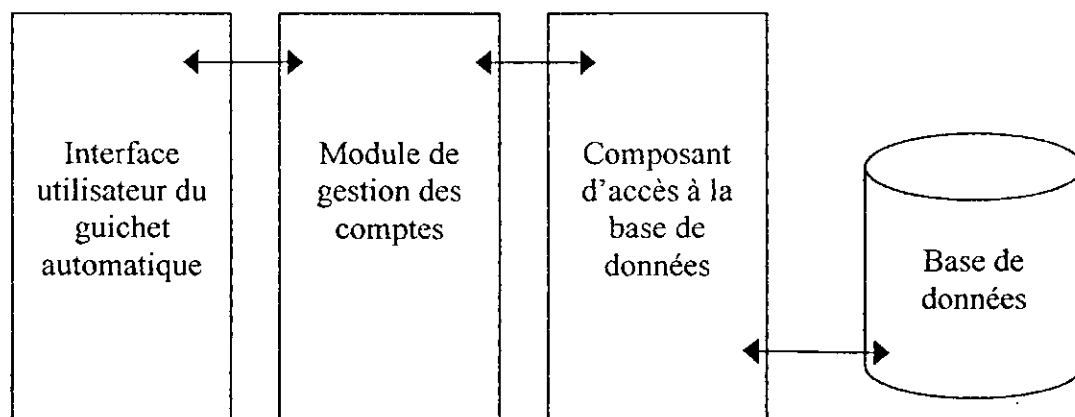 Interface
utilisateur du
guichet
automatique
Module de
gestion des
comptes
Composant
d'accès à la
base de
données
Base de
données